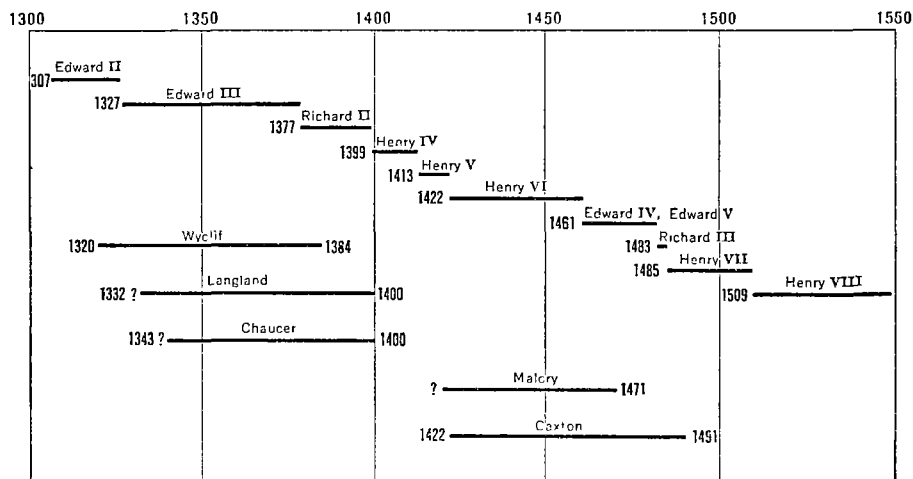 1300 1350 1400 1450 1500 1550
Edward II
307
1327 Edward III
1377 Richard II
1399 Henry IV
1413 Henry V
1422 Henry VI
1461 Edward IV, Edward V
1483 Richard III
1485 Henry VII
1509 Henry VIII
1320 Wyclif 1384
1332 ? Langland 1400
1343 ? Chaucer 1400
? Malory 1471
1422 Caxton 1491